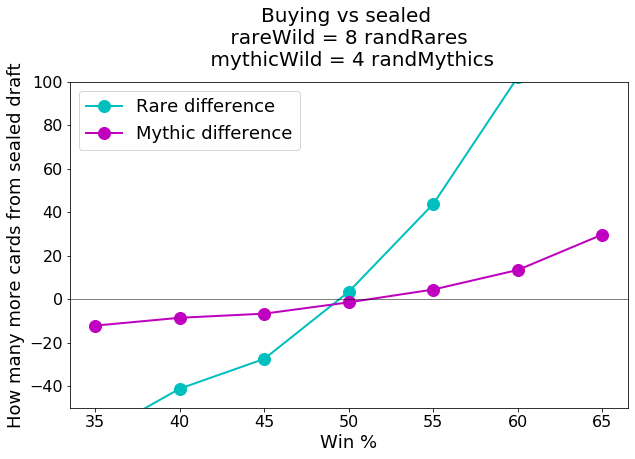 Buying vs sealed
rareWild = 8 randRares
mythicWild = 4 randMythics
How many more cards from sealed draft
100
80
60
40
20
0
−20
−40
Rare difference
Mythic difference
35 40 45 50 55 60 65
Win %